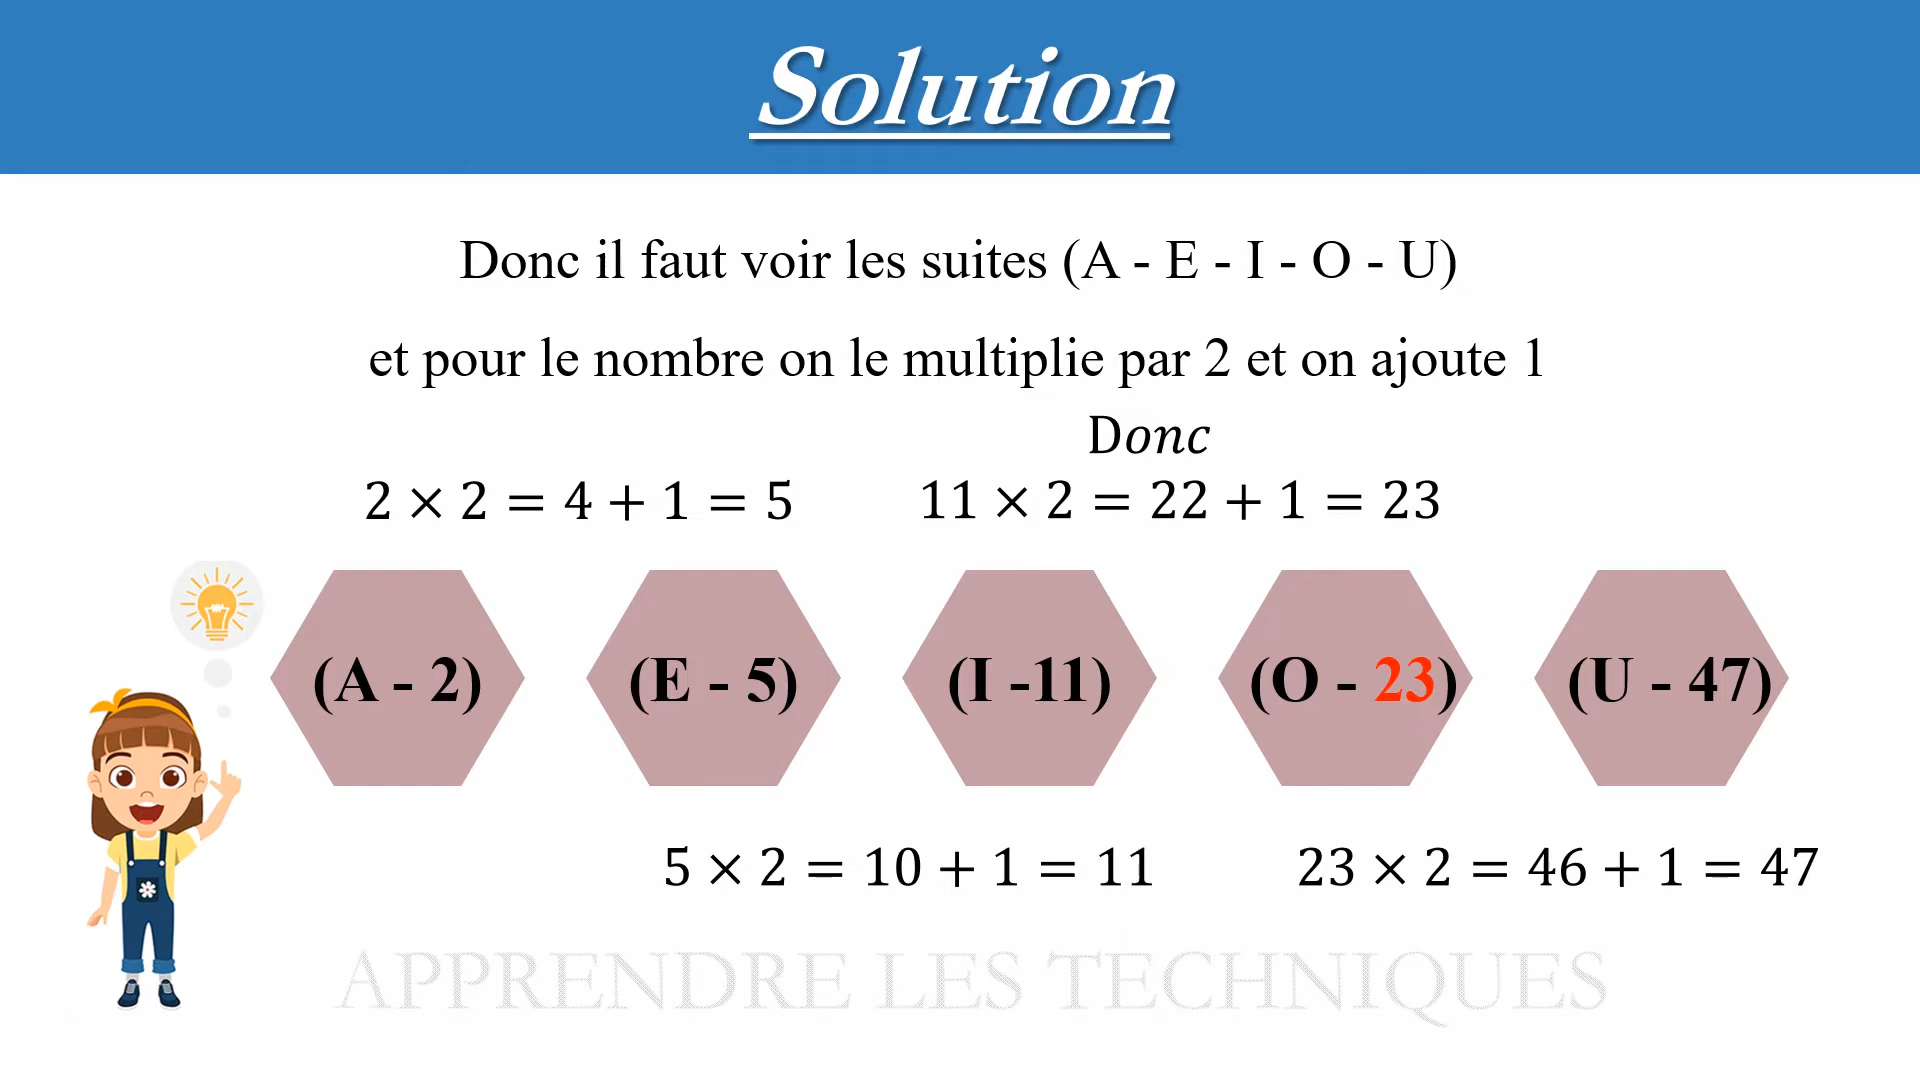 Solution
Donc il faut voir les suites (A - E - I - O - U)
et pour le nombre on le multiplie par 2 et on ajoute 1
Donc
2 × 2 = 4 + 1 = 5 11 × 2 = 22 + 1 = 23
(A - 2) (E - 5) (I -11) (O - 23) (U - 47)
5 × 2 = 10 + 1 = 11 23 × 2 = 46 + 1 = 47
APPRENDRE LES TECHNIQUES